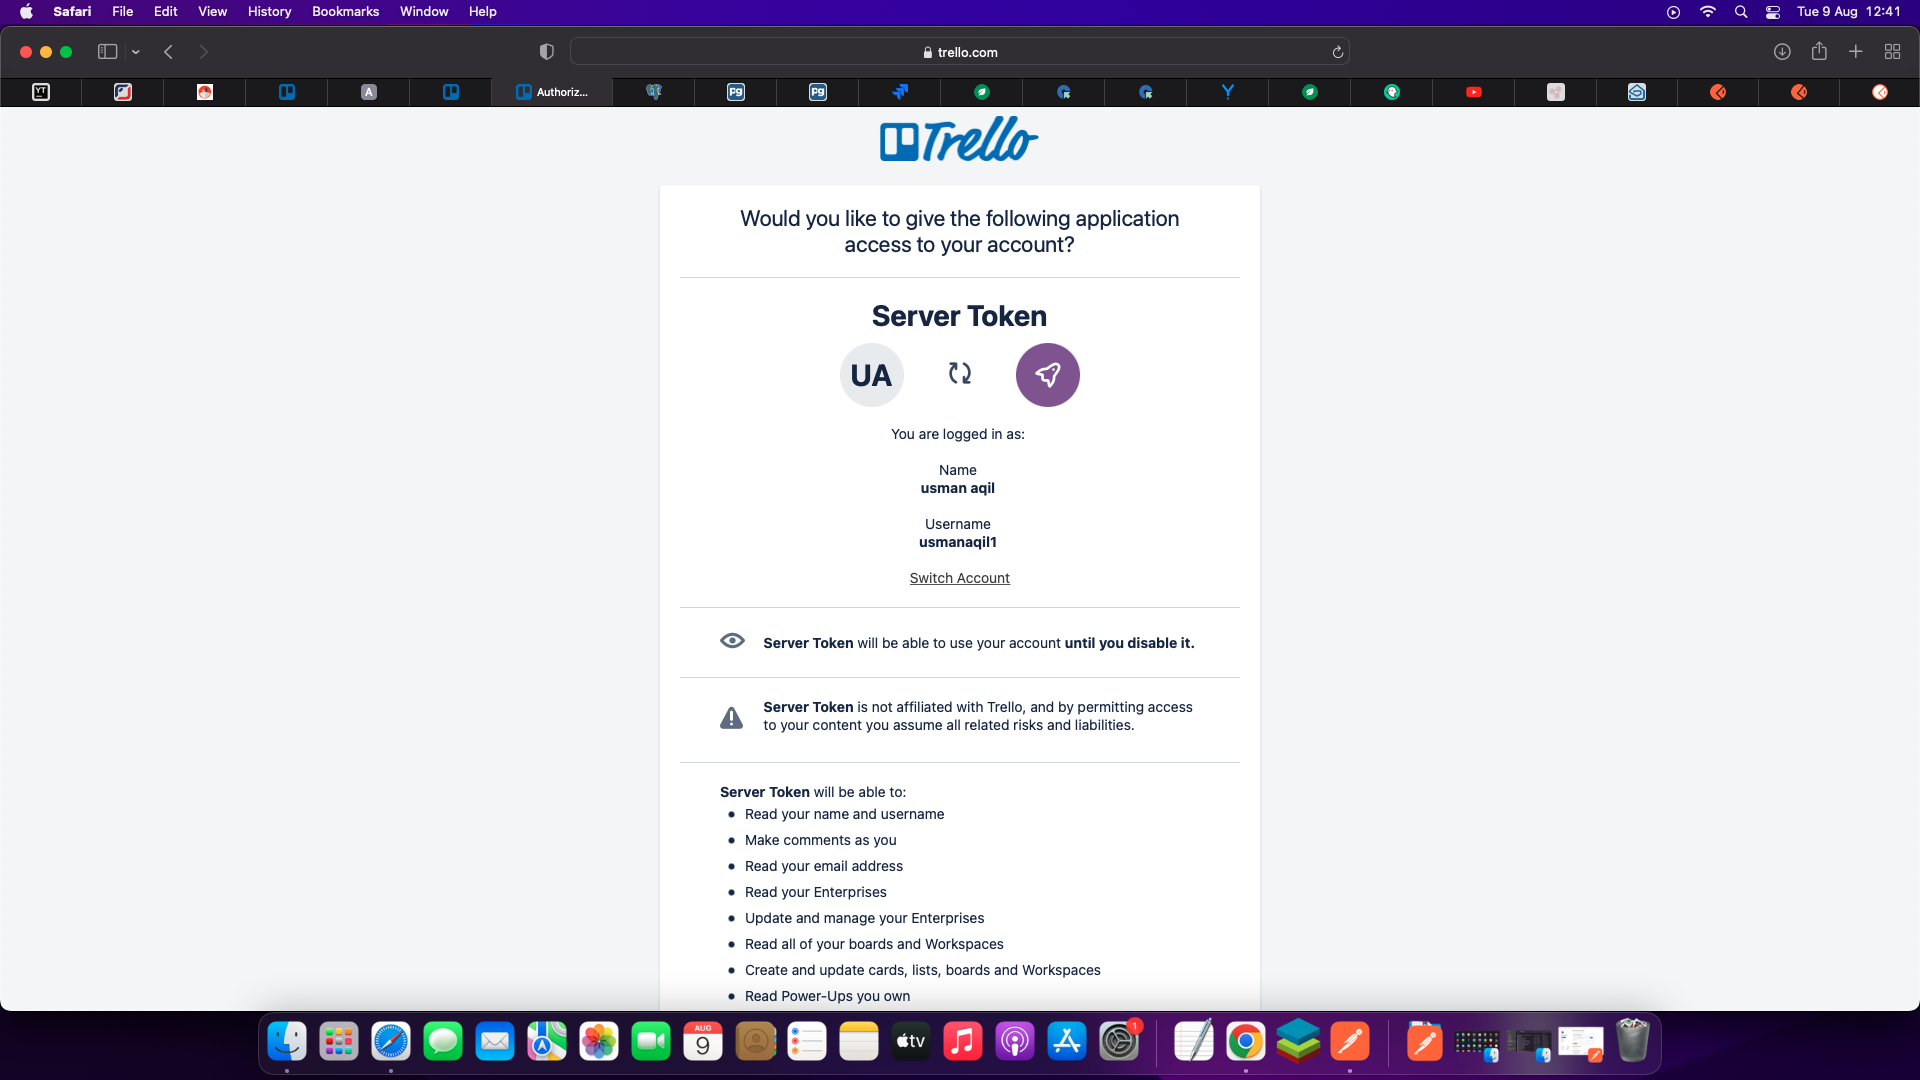 Safari File Edit View History Bookmarks Window Help Tue 9 Aug 12:41
trello.com
YT A Authoriz... Pg Pg
Trello
Would you like to give the following application
access to your account?
Server Token
UA
You are logged in as:
Name
usman aqil
Username
usmanaqil1
Switch Account
Server Token will be able to use your account until you disable it.
Server Token is not affiliated with Trello, and by permitting access
to your content you assume all related risks and liabilities.
Server Token will be able to:
Read your name and username
Make comments as you
Read your email address
Read your Enterprises
Update and manage your Enterprises
Read all of your boards and Workspaces
Create and update cards, lists, boards and Workspaces
Read Power-Ups you own
AUG
9
tv
1